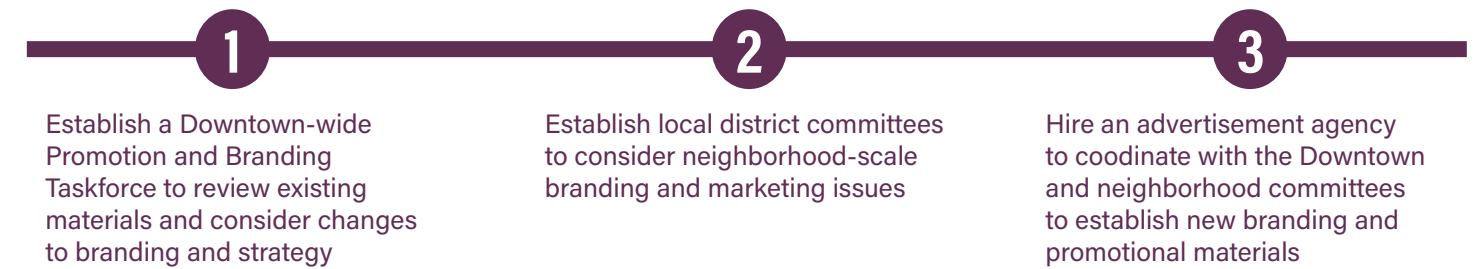 1
Establish a Downtown-wide
Promotion and Branding
Taskforce to review existing
materials and consider changes
to branding and strategy
2
Establish local district committees
to consider neighborhood-scale
branding and marketing issues
3
Hire an advertisement agency
to coodinate with the Downtown
and neighborhood committees
to establish new branding and
promotional materials